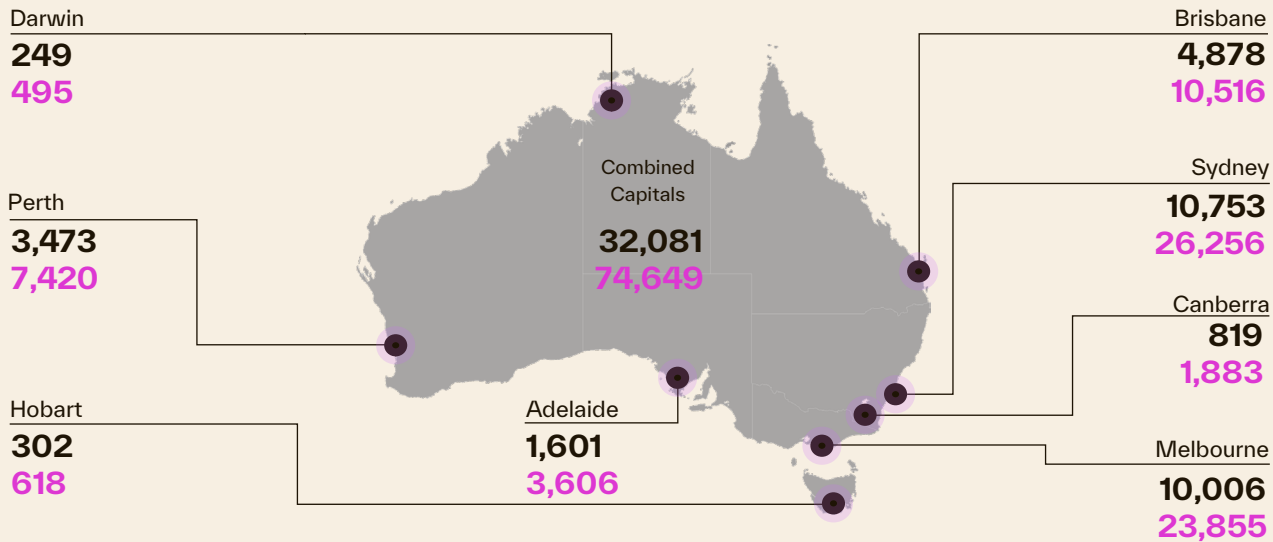 Darwin
249
495
Brisbane
4,878
10,516
Combined
Capitals
32,081
74,649
Sydney
10,753
26,256
Perth
3,473
7,420
Canberra
819
1,883
Hobart
302
618
Adelaide
1,601
3,606
Melbourne
10,006
23,855